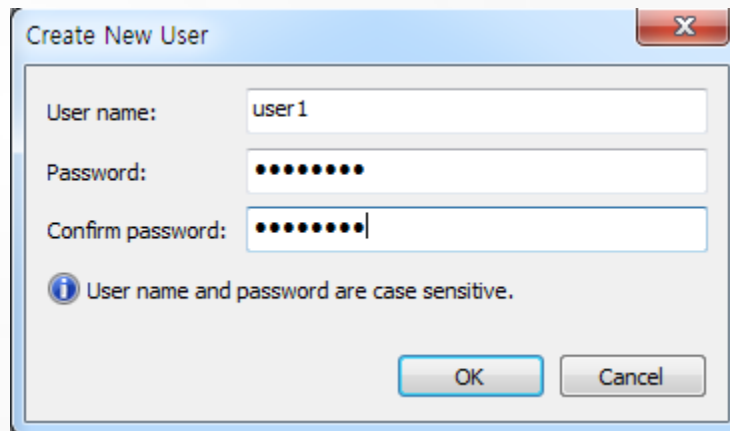 Create New User
User name: user1
Password: ••••••••
Confirm password: ••••••••
User name and password are case sensitive.
OK Cancel